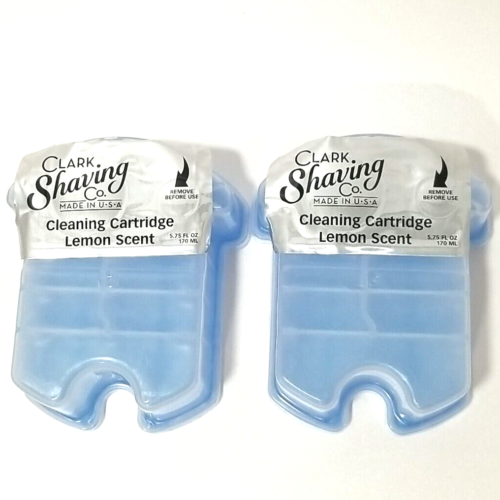 CLARK
Shaving
Co.
MADE IN U·S·A
REMOVE
BEFORE USE
Cleaning Cartridge
Lemon Scent
5.75 FL OZ
170 ML
CLARK
Shaving
Co.
MADE IN U·S·A
REMOVE
BEFORE USE
Cleaning Cartridge
Lemon Scent
5.75 FL OZ
170 ML